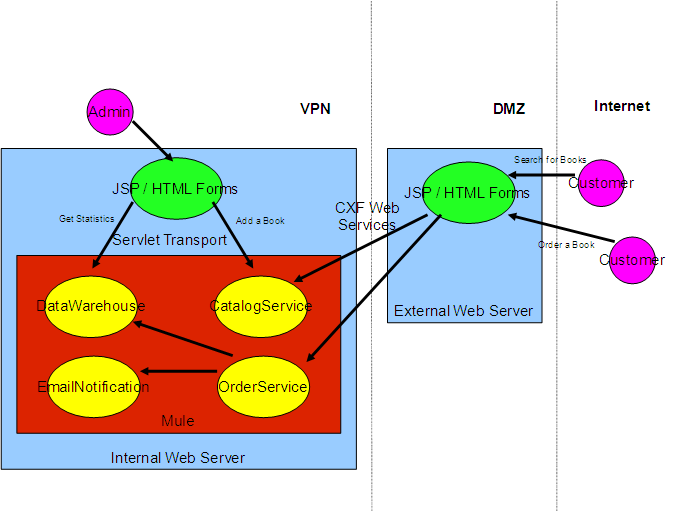 VPN
DMZ
Internet
Admin
JSP / HTML Forms
Get Statistics
Add a Book
Servlet Transport
DataWarehouse
CatalogService
EmailNotification
OrderService
Mule
Internal Web Server
CXF Web
Services
JSP / HTML Forms
External Web Server
Search for Books
Customer
Order a Book
Customer